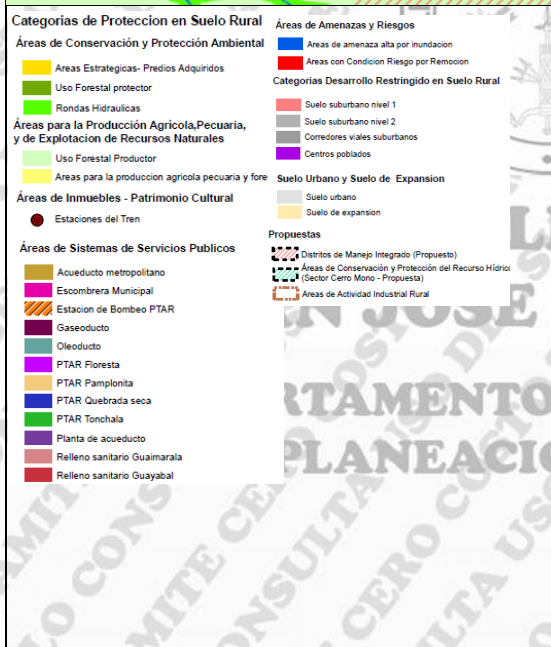 Categorias de Proteccion en Suelo Rural
Áreas de Conservación y Protección Ambiental
Areas Estrategicas- Predios Adquiridos
Uso Forestal protector
Rondas Hidraulicas
Áreas para la Producción Agrícola,Pecuaria,
y de Explotacion de Recursos Naturales
Uso Forestal Productor
Areas para la produccion agricola pecuaria y fore
Áreas de Inmuebles - Patrimonio Cultural
Estaciones del Tren
Áreas de Sistemas de Servicios Publicos
Acueducto metropolitano
Escombrera Municipal
Estacion de Bombeo PTAR
Gaseoducto
Oleoducto
PTAR Floresta
PTAR Pamplonita
PTAR Quebrada seca
PTAR Tonchala
Planta de acueducto
Relleno sanitario Guaimarala
Relleno sanitario Guayabal
Áreas de Amenazas y Riesgos
Areas de amenaza alta por inundacion
Areas con Condicion Riesgo por Remocion
Categorias Desarrollo Restringido en Suelo Rural
Suelo suburbano nivel 1
Suelo suburbano nivel 2
Corredores viales suburbanos
Centros poblados
Suelo Urbano y Suelo de Expansion
Suelo urbano
Suelo de expansion
Propuestas
Distritos de Manejo Integrado (Propuesto)
Áreas de Conservación y Protección del Recurso Hídric
(Sector Cerro Mono - Propuesta)
Areas de Actividad Industrial Rural
N JOSE
RTAMENTO
PLANEACIO